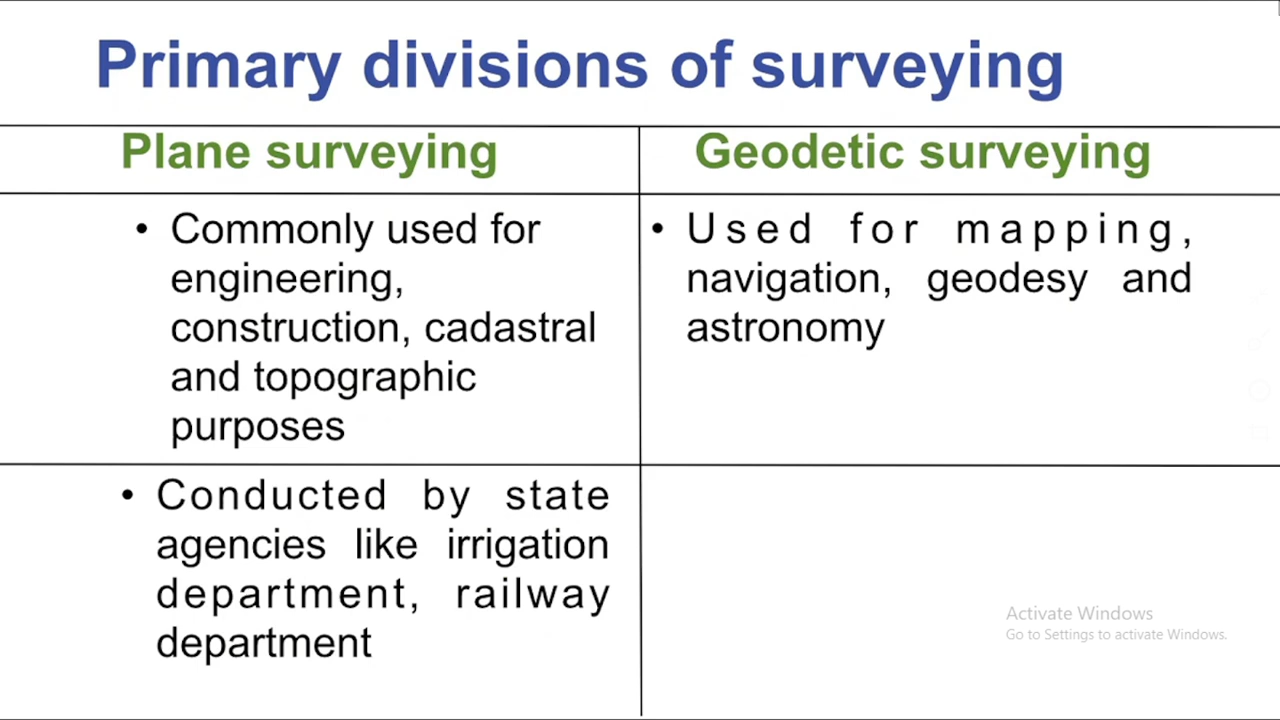 Primary divisions of surveying
Plane surveying
Geodetic surveying
• Commonly used for
engineering,
construction, cadastral
and topographic
purposes
• Used for mapping,
navigation, geodesy and
astronomy
• Conducted by state
agencies like irrigation
department, railway
department
Activate Windows
Go to Settings to activate Windows.